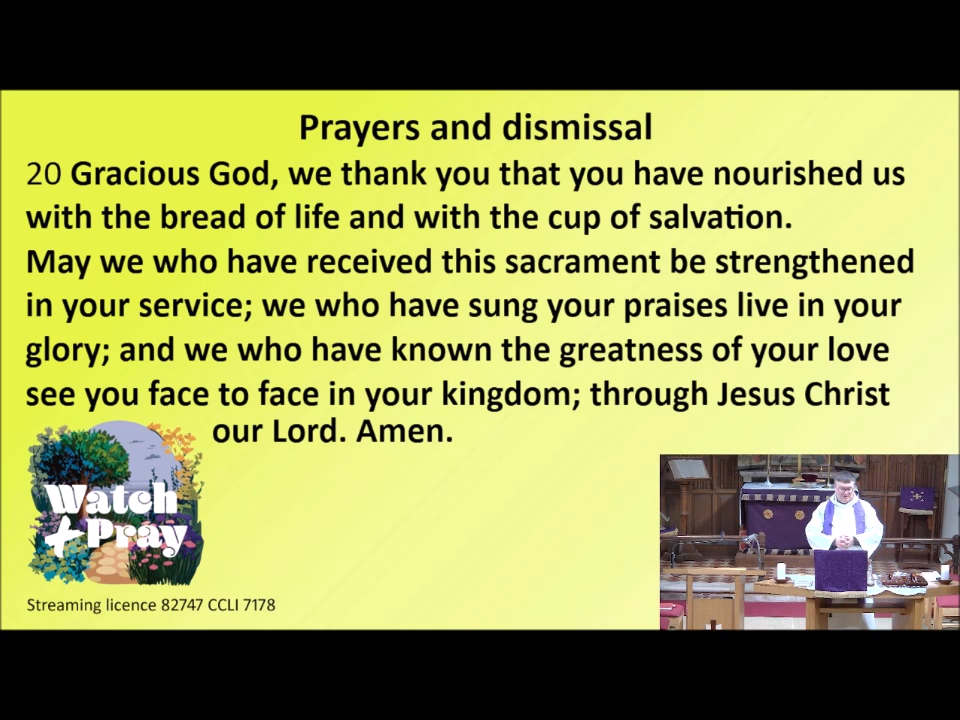 Prayers and dismissal
20 Gracious God, we thank you that you have nourished us
with the bread of life and with the cup of salvation.
May we who have received this sacrament be strengthened
in your service; we who have sung your praises live in your
glory; and we who have known the greatness of your love
see you face to face in your kingdom; through Jesus Christ
our Lord. Amen.
Watch
+Pray
Streaming licence 82747 CCLI 7178